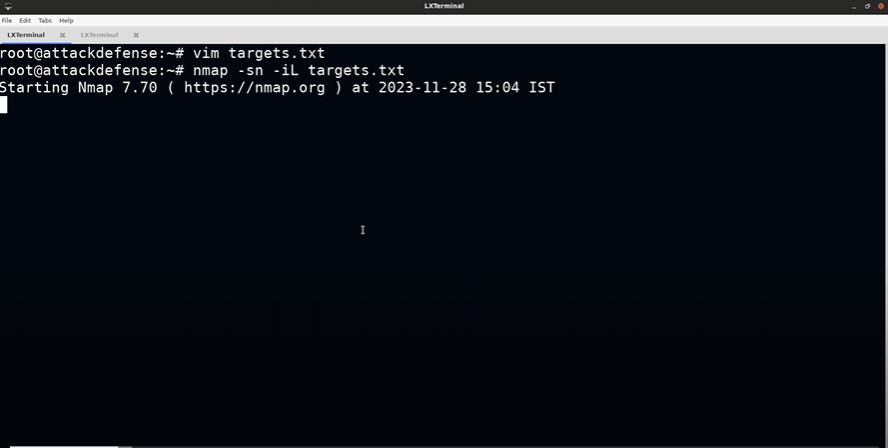 LXTerminal
File Edit Tabs Help
LXTerminal LXTerminal
root@attackdefense:~# vim targets.txt
root@attackdefense:~# nmap -sn -iL targets.txt
Starting Nmap 7.70 ( https://nmap.org ) at 2023-11-28 15:04 IST